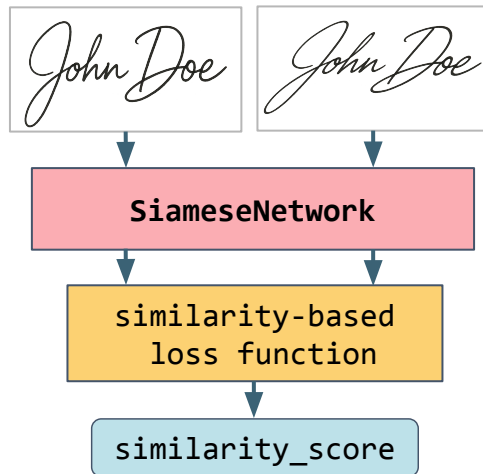 John Doe
John Doe
SiameseNetwork
similarity-based
loss function
similarity_score